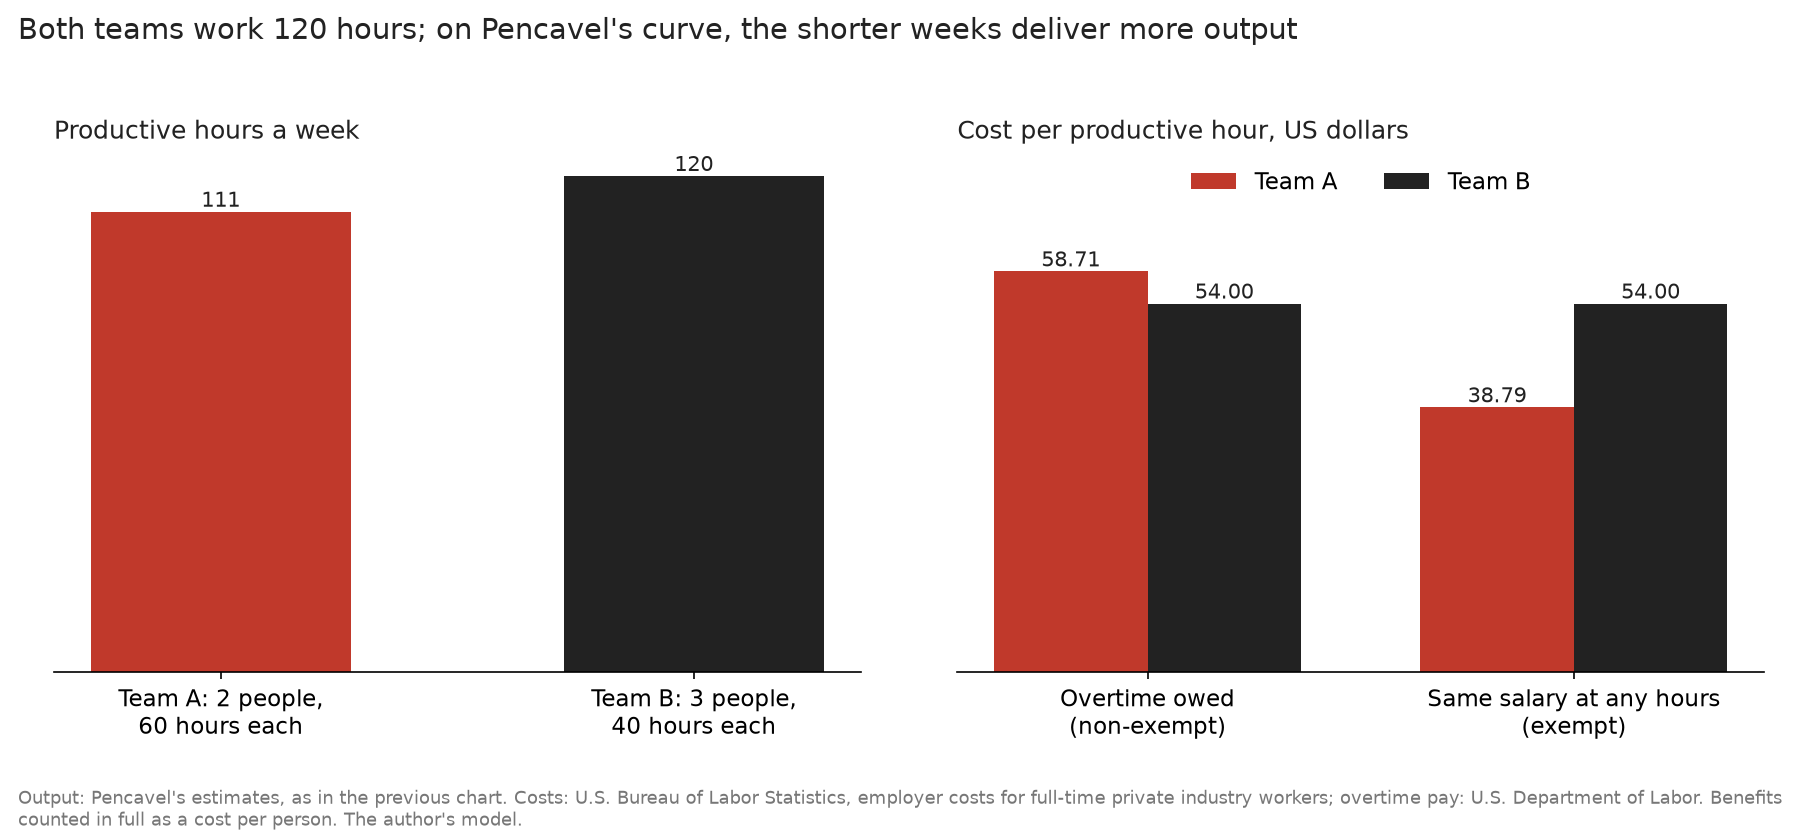 Both teams work 120 hours; on Pencavel's curve, the shorter weeks deliver more output
Productive hours a week
111
120
Team A: 2 people,
60 hours each
Team B: 3 people,
40 hours each
Cost per productive hour, US dollars
Team A
Team B
58.71
54.00
38.79
54.00
Overtime owed
(non-exempt)
Same salary at any hours
(exempt)
Output: Pencavel's estimates, as in the previous chart. Costs: U.S. Bureau of Labor Statistics, employer costs for full-time private industry workers; overtime pay: U.S. Department of Labor. Benefits
counted in full as a cost per person. The author's model.